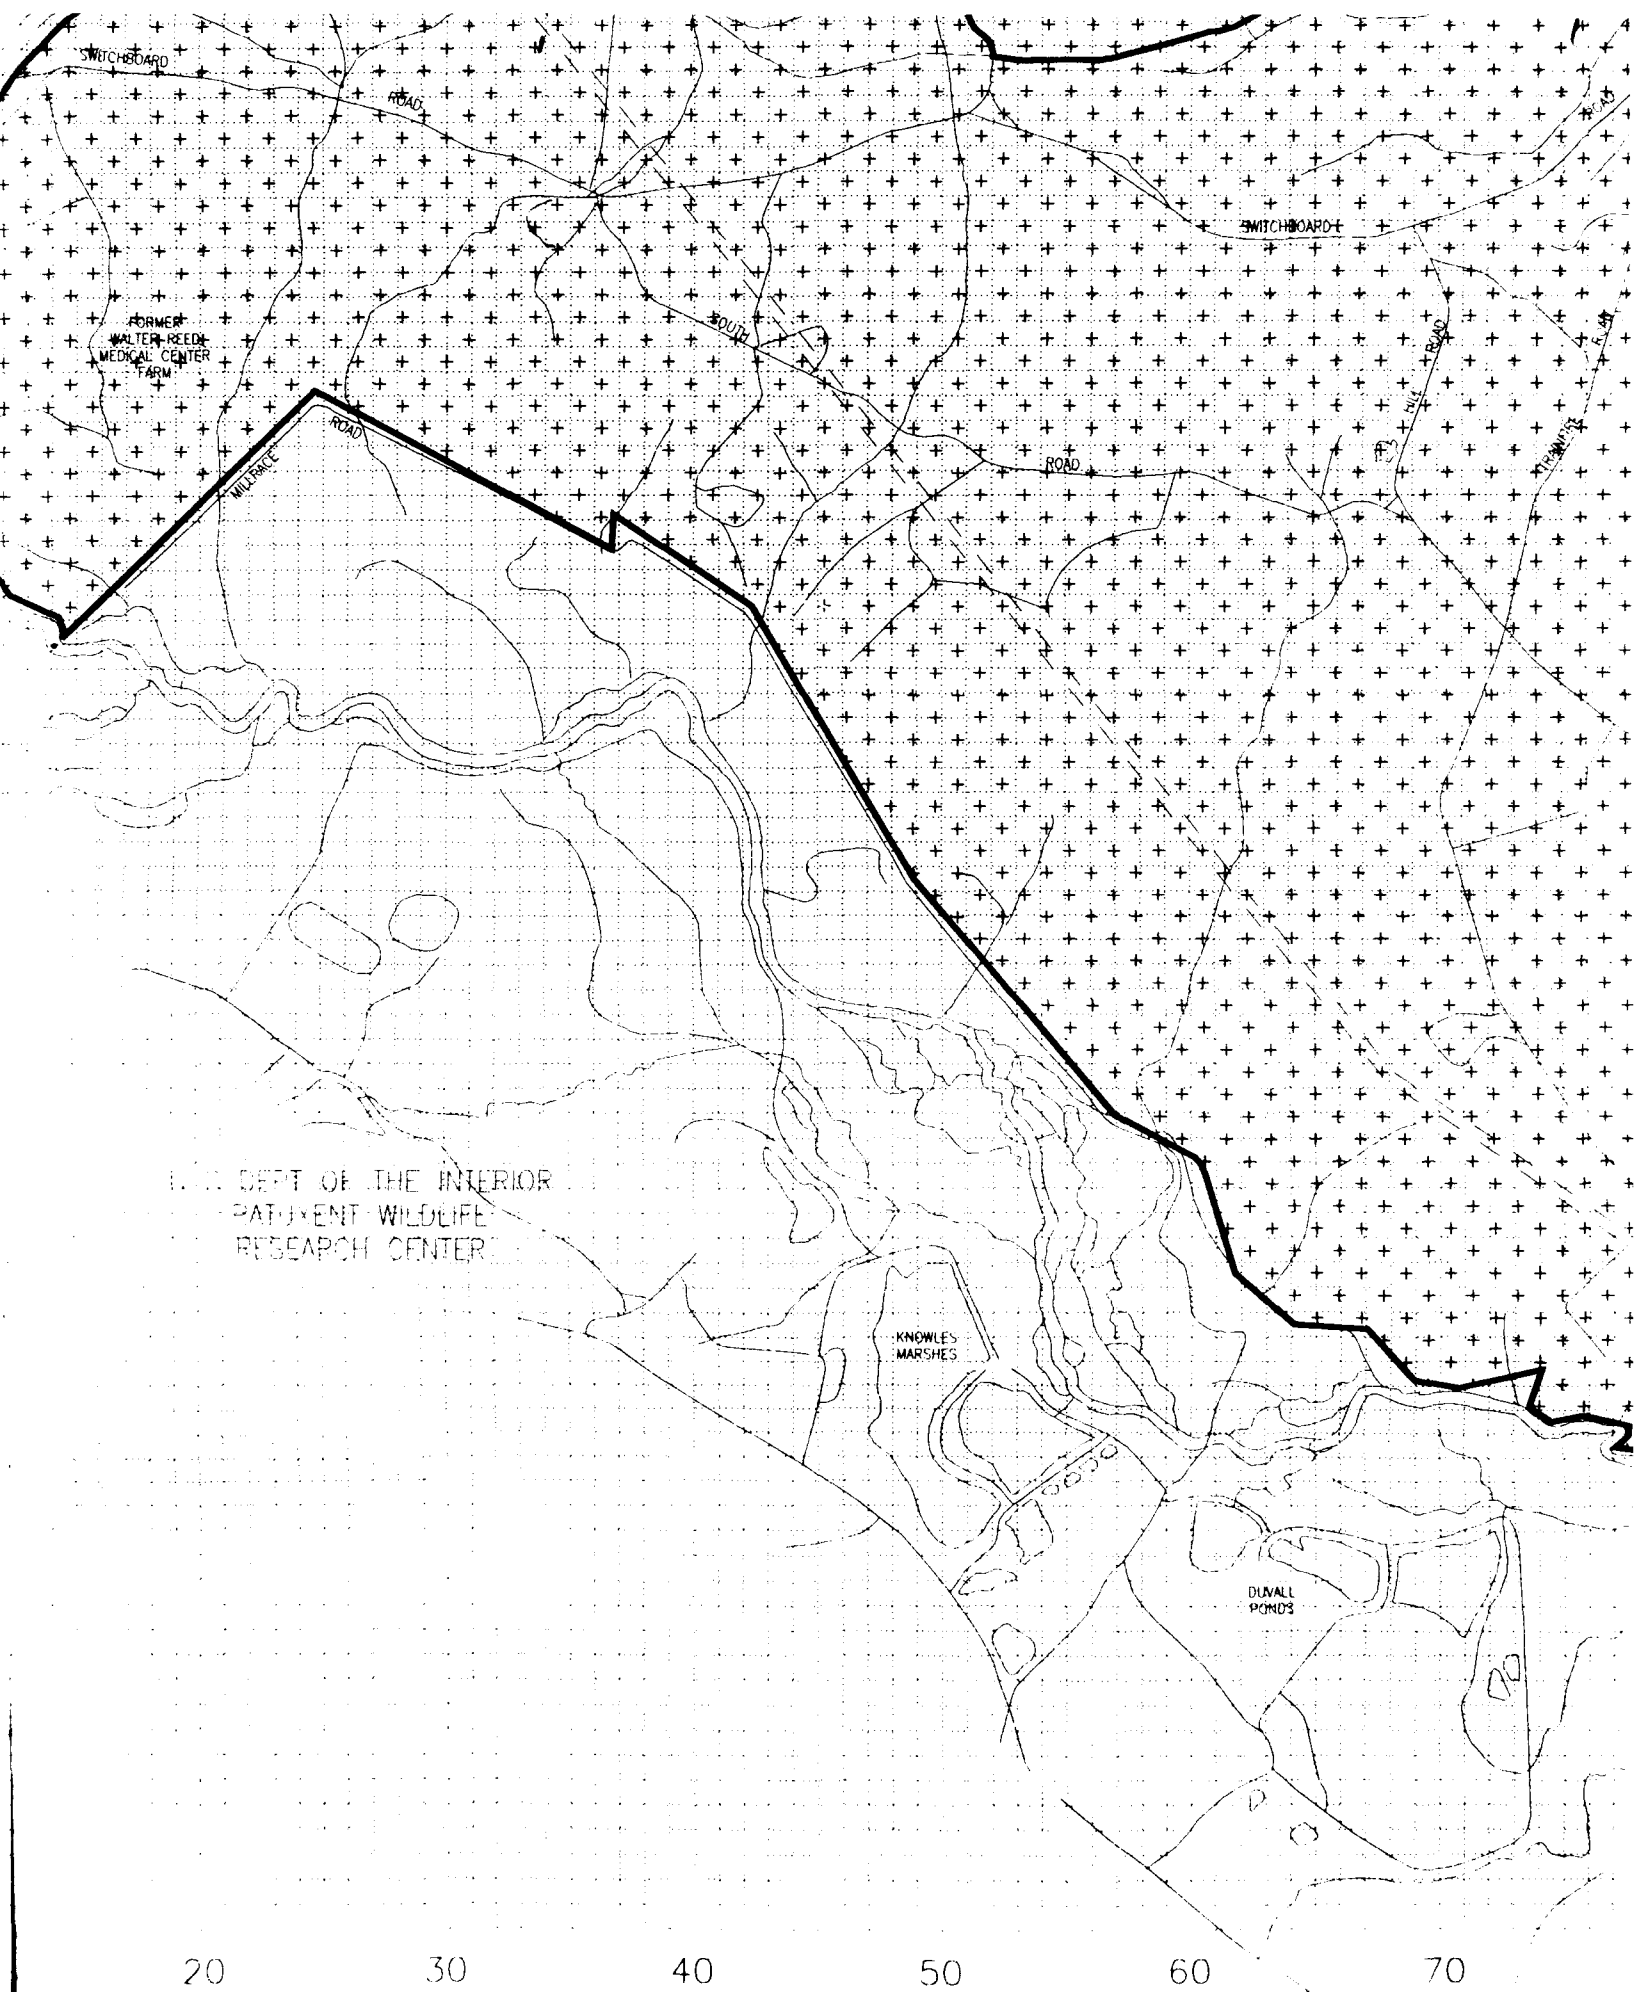 SWITCHBOARD
ROAD
ROAD
SWITCHBOARD
FORMER
WALTER REED
MEDICAL CENTER
FARM
SOUTH
ROAD
HILL
ROAD
ROAD
MILLRACE
DEPT OF THE INTERIOR
PATUXENT WILDLIFE
RESEARCH CENTER
KNOWLES
MARSHES
DUVALL
PONDS
20 30 40 50 60 70